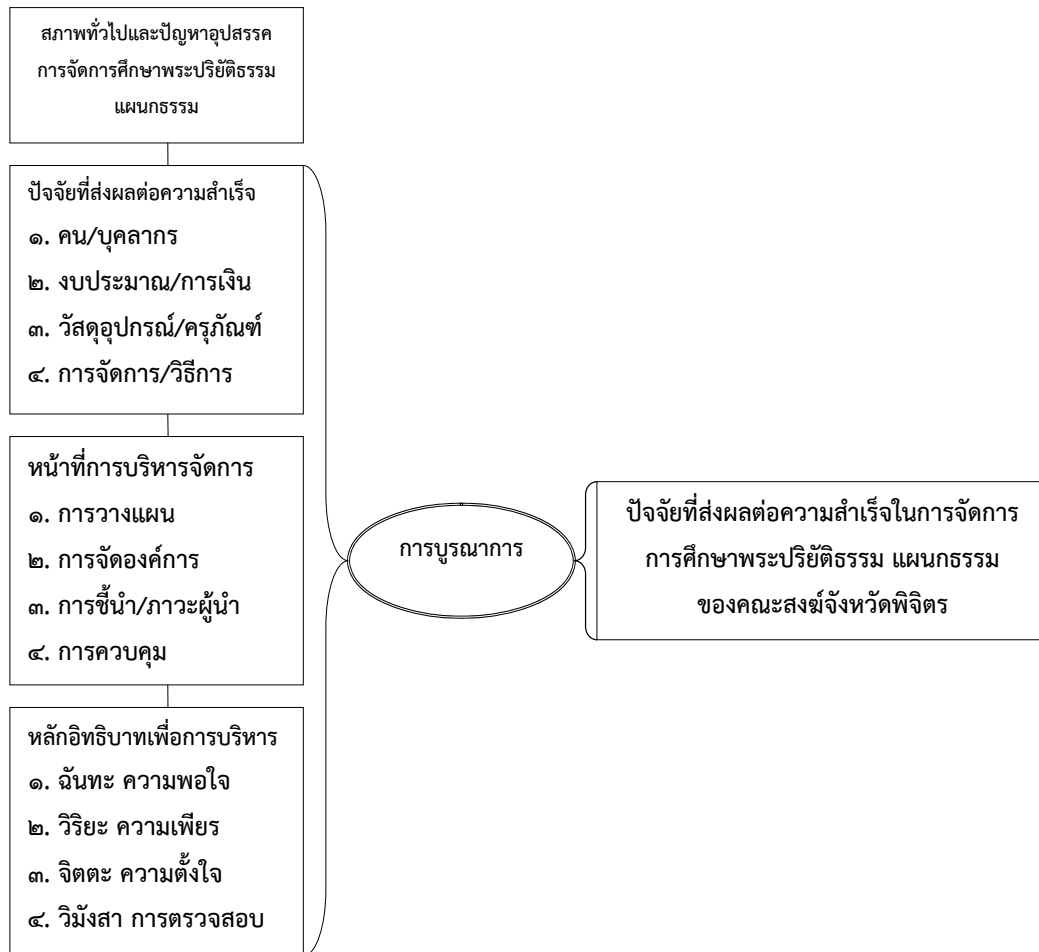 สภาพทั่วไปและปัญหาอุปสรรค
การจัดการศึกษาพระปริยัติธรรม
แผนกธรรม
ปัจจัยที่ส่งผลต่อความสำเร็จ
๑. คน/บุคลากร
๒. งบประมาณ/การเงิน
๓. วัสดุอุปกรณ์/ครุภัณฑ์
๔. การจัดการ/วิธีการ
หน้าที่การบริหารจัดการ
๑. การวางแผน
๒. การจัดองค์การ
๓. การชี้นำ/ภาวะผู้นำ
๔. การควบคุม
หลักอิทธิบาทเพื่อการบริหาร
๑. ฉันทะ ความพอใจ
๒. วิริยะ ความเพียร
๓. จิตตะ ความตั้งใจ
๔. วิมังสา การตรวจสอบ
การบูรณาการ
ปัจจัยที่ส่งผลต่อความสำเร็จในการจัดการ
การศึกษาพระปริยัติธรรม แผนกธรรม
ของคณะสงฆ์จังหวัดพิจิตร